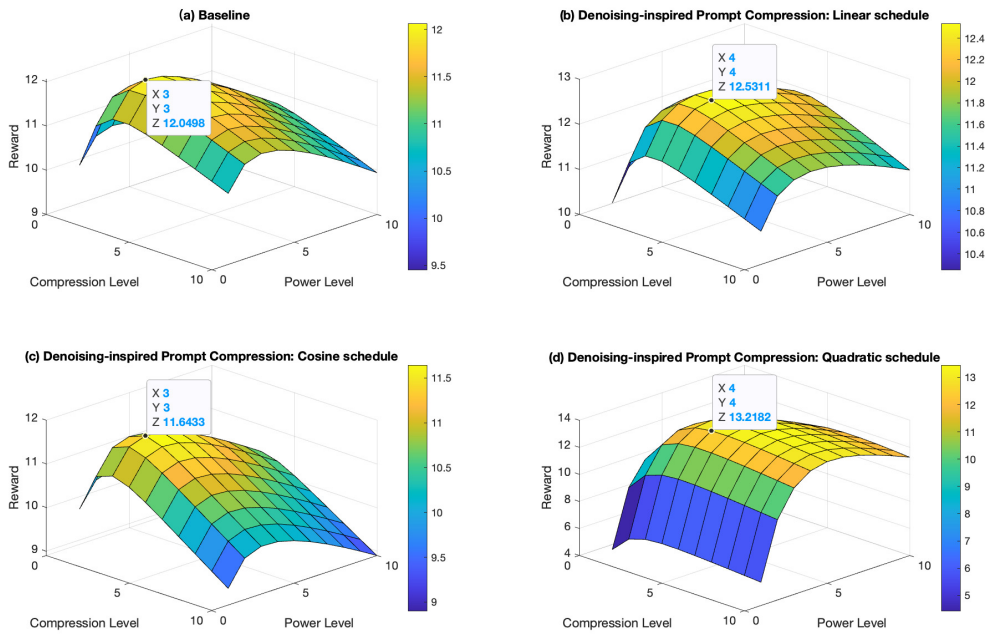 (a) Baseline
12
11
10
9
Reward
0
5
10
Compression Level
0
5
10
Power Level
X 3
Y 3
Z 12.0498
12
11.5
11
10.5
10
9.5
(b) Denoising-inspired Prompt Compression: Linear schedule
13
12
11
10
Reward
0
5
10
Compression Level
0
5
10
Power Level
X 4
Y 4
Z 12.5311
12.4
12.2
12
11.8
11.6
11.4
11.2
11
10.8
10.6
10.4
(c) Denoising-inspired Prompt Compression: Cosine schedule
12
11
10
9
Reward
0
5
10
Compression Level
0
5
10
Power Level
X 3
Y 3
Z 11.6433
11.5
11
10.5
10
9.5
9
(d) Denoising-inspired Prompt Compression: Quadratic schedule
14
12
10
8
6
4
Reward
0
5
10
Compression Level
0
5
10
Power Level
X 4
Y 4
Z 13.2182
13
12
11
10
9
8
7
6
5